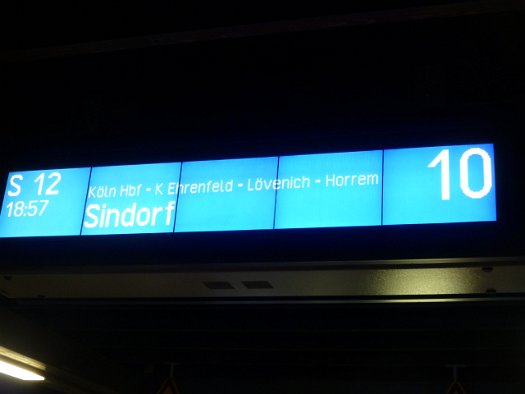 S 12
18:57
Köln Hbf - K Ehrenfeld - Lövenich - Horrem
Sindorf
10